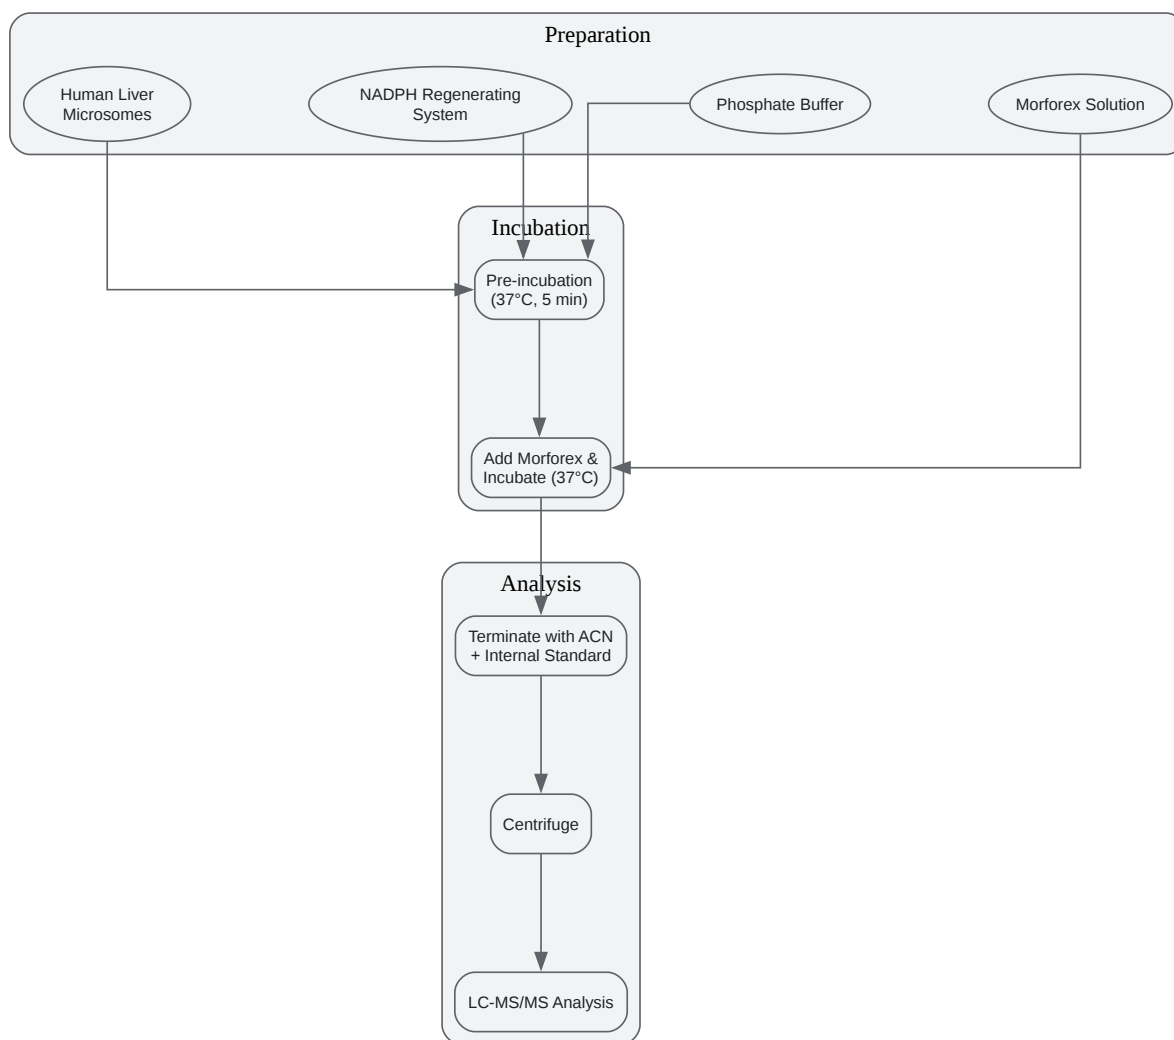 Preparation
Human Liver
Microsomes
NADPH Regenerating
System
Phosphate Buffer
Morforex Solution
Incubation
Pre-incubation
(37°C, 5 min)
Add Morforex &
Incubate (37°C)
Analysis
Terminate with ACN
+ Internal Standard
Centrifuge
LC-MS/MS Analysis